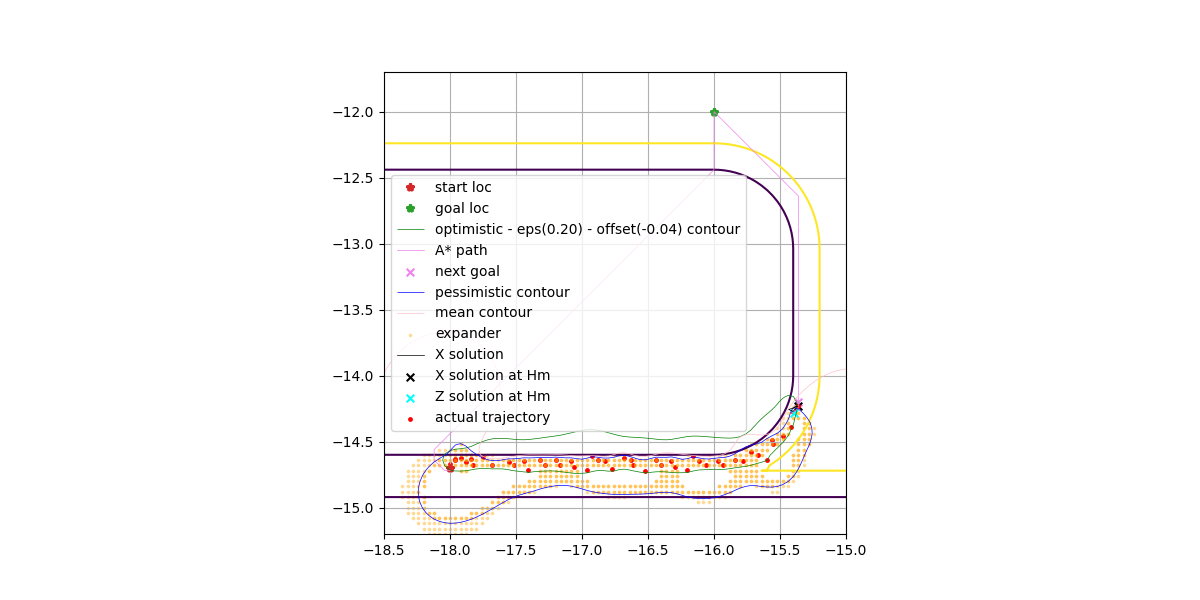 −12.0
−12.5
−13.0
−13.5
−14.0
−14.5
−15.0
start loc
goal loc
optimistic - eps(0.20) - offset(-0.04) contour
A* path
next goal
pessimistic contour
mean contour
expander
X solution
X solution at Hm
Z solution at Hm
actual trajectory
−18.5 −18.0 −17.5 −17.0 −16.5 −16.0 −15.5 −15.0